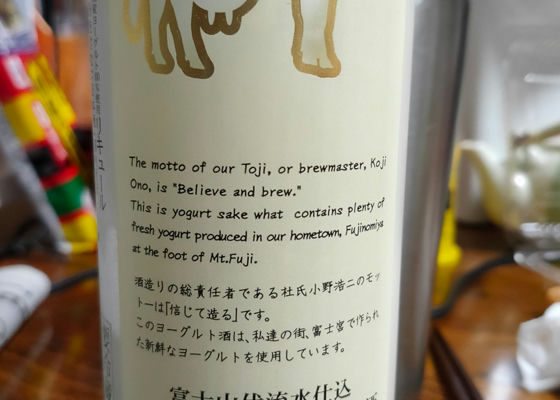 The motto of our Toji, or brewmaster, Koji
Ono, is "Believe and brew."
This is yogurt sake what contains plenty of
fresh yogurt produced in our hometown, Fujinomiya
at the foot of Mt.Fuji.
酒造りの総責任者である杜氏小野浩二のモッ
トーは「信じて造る」です。
このヨーグルト酒は、私達の街、富士宮で作られ
た新鮮なヨーグルトを使用しています。
富士山伏流水仕込
リキュール